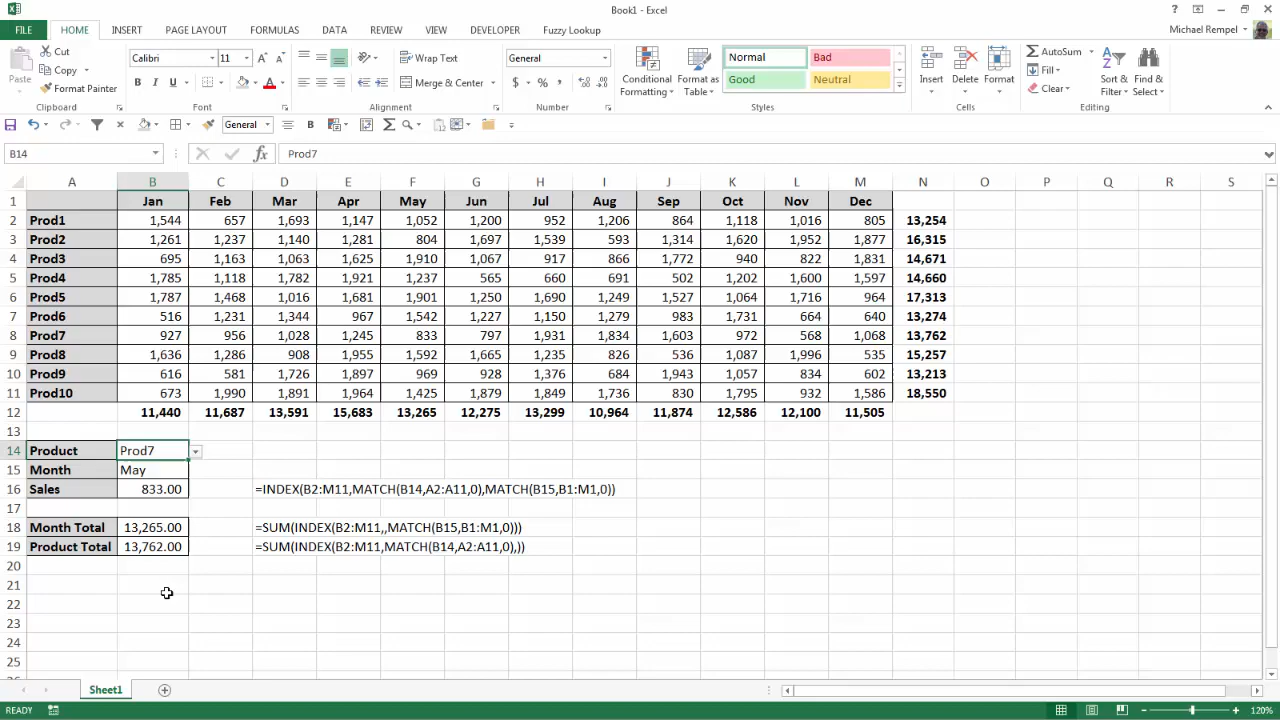 Book1 - Excel
FILE HOME INSERT PAGE LAYOUT FORMULAS DATA REVIEW VIEW DEVELOPER Fuzzy Lookup Michael Rempel
Paste Cut Copy Format Painter
Calibri 11 B I U A A A
Wrap Text Merge & Center
General $ % ,
Conditional Formatting Format as Table
Normal Bad Good Neutral
Insert Delete Format
AutoSum Fill Clear Sort & Filter Find & Select
Clipboard Font Alignment Number Styles Cells Editing
General B
B14 fx Prod7
A B C D E F G H I J K L M N O P Q R S
1 Jan Feb Mar Apr May Jun Jul Aug Sep Oct Nov Dec
2 Prod1 1,544 657 1,693 1,147 1,052 1,200 952 1,206 864 1,118 1,016 805 13,254
3 Prod2 1,261 1,237 1,140 1,281 804 1,697 1,539 593 1,314 1,620 1,952 1,877 16,315
4 Prod3 695 1,163 1,063 1,625 1,910 1,067 917 866 1,772 940 822 1,831 14,671
5 Prod4 1,785 1,118 1,782 1,921 1,237 565 660 691 502 1,202 1,600 1,597 14,660
6 Prod5 1,787 1,468 1,016 1,681 1,901 1,250 1,690 1,249 1,527 1,064 1,716 964 17,313
7 Prod6 516 1,231 1,344 967 1,542 1,227 1,150 1,279 983 1,731 664 640 13,274
8 Prod7 927 956 1,028 1,245 833 797 1,931 1,834 1,603 972 568 1,068 13,762
9 Prod8 1,636 1,286 908 1,955 1,592 1,665 1,235 826 536 1,087 1,996 535 15,257
10 Prod9 616 581 1,726 1,897 969 928 1,376 684 1,943 1,057 834 602 13,213
11 Prod10 673 1,990 1,891 1,964 1,425 1,879 1,849 1,736 830 1,795 932 1,586 18,550
12 11,440 11,687 13,591 15,683 13,265 12,275 13,299 10,964 11,874 12,586 12,100 11,505
13
14 Product Prod7
15 Month May
16 Sales 833.00 =INDEX(B2:M11,MATCH(B14,A2:A11,0),MATCH(B15,B1:M1,0))
17
18 Month Total 13,265.00 =SUM(INDEX(B2:M11,,MATCH(B15,B1:M1,0)))
19 Product Total 13,762.00 =SUM(INDEX(B2:M11,MATCH(B14,A2:A11,0),))
20
21
22
23
24
25
Sheet1
READY 120%